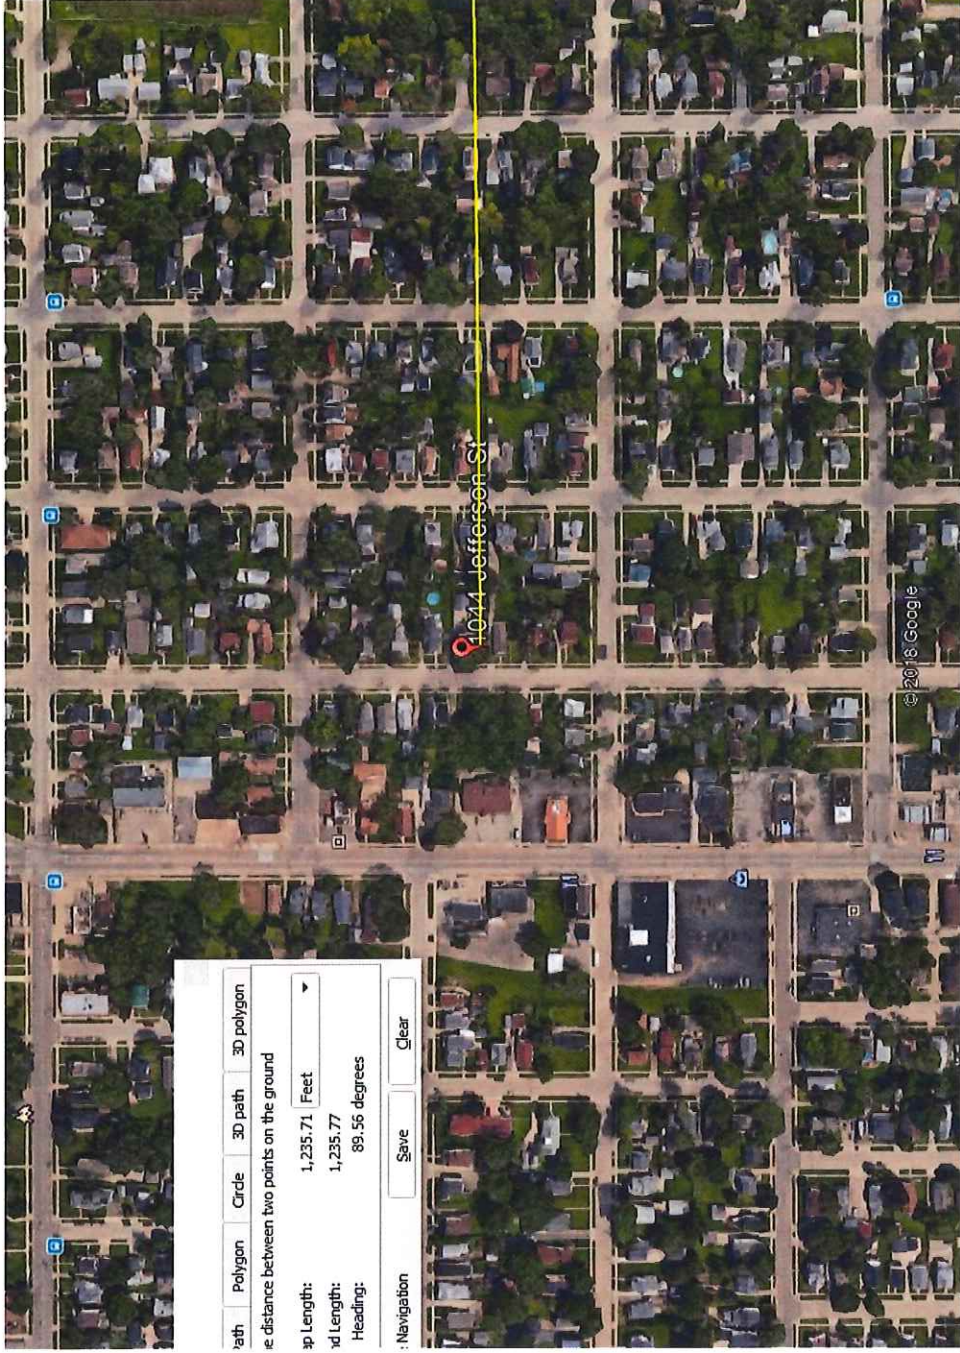 1044 Jefferson St
© 2018 Google
Path Polygon Circle 3D path 3D polygon
e distance between two points on the ground
ap Length: 1,235.71 Feet
nd Length: 1,235.77
Heading: 89.56 degrees
Navigation Save Clear